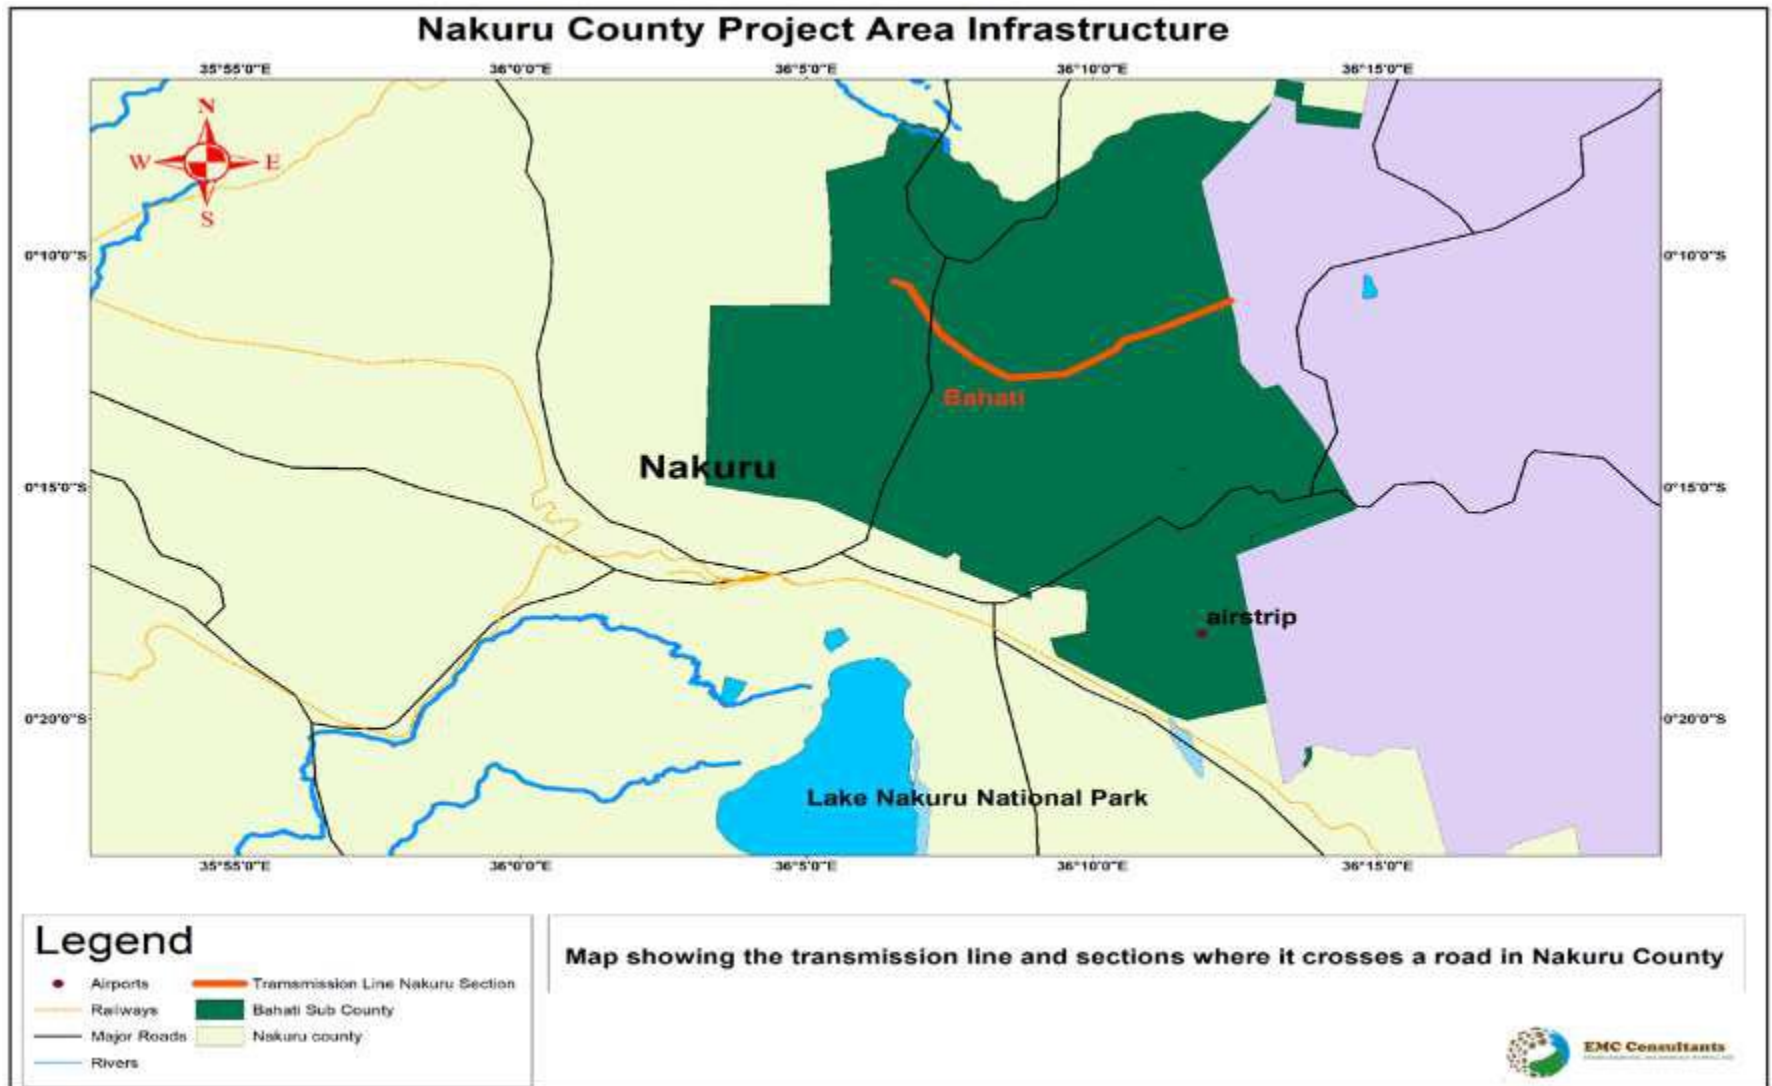 Nakuru County Project Area Infrastructure
35°55'0"E 36°0'0"E 36°5'0"E 36°10'0"E 36°15'0"E
N
W E
S
0°10'0"S 0°10'0"S
Bahati
Nakuru
0°15'0"S 0°15'0"S
airstrip
0°20'0"S 0°20'0"S
Lake Nakuru National Park
35°55'0"E 36°0'0"E 36°5'0"E 36°10'0"E 36°15'0"E
Legend
Airports Tramsmission Line Nakuru Section
Railways Bahati Sub County
Major Roads Nakuru county
Rivers
Map showing the transmission line and sections where it crosses a road in Nakuru County
EMC Consultants